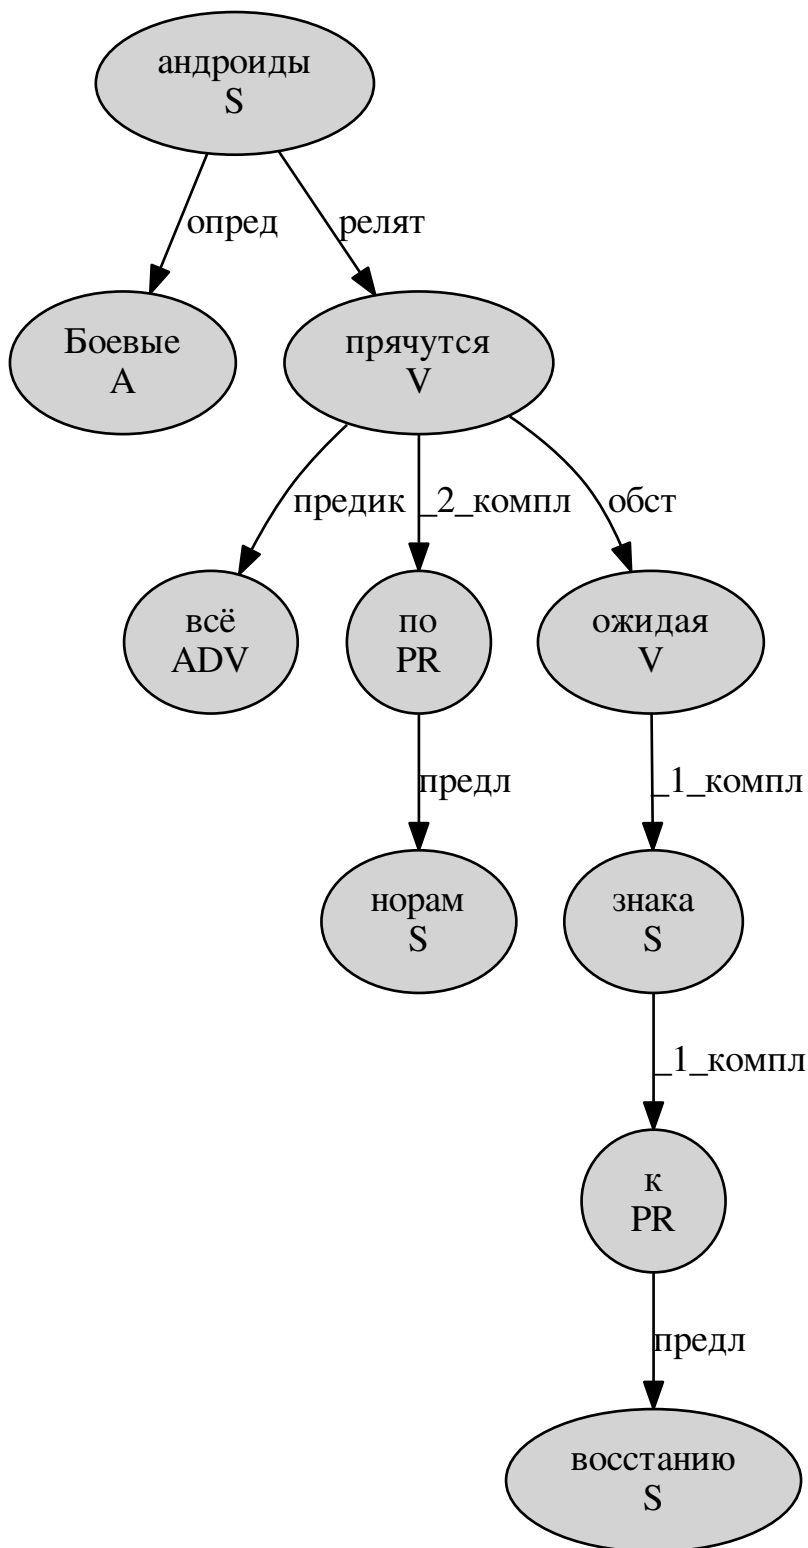 андроиды
S
опред
релят
Боевые
A
прячутся
V
предик
_2_компл
обст
всё
ADV
по
PR
ожидая
V
предл
_1_компл
норам
S
знака
S
_1_компл
к
PR
предл
восстанию
S